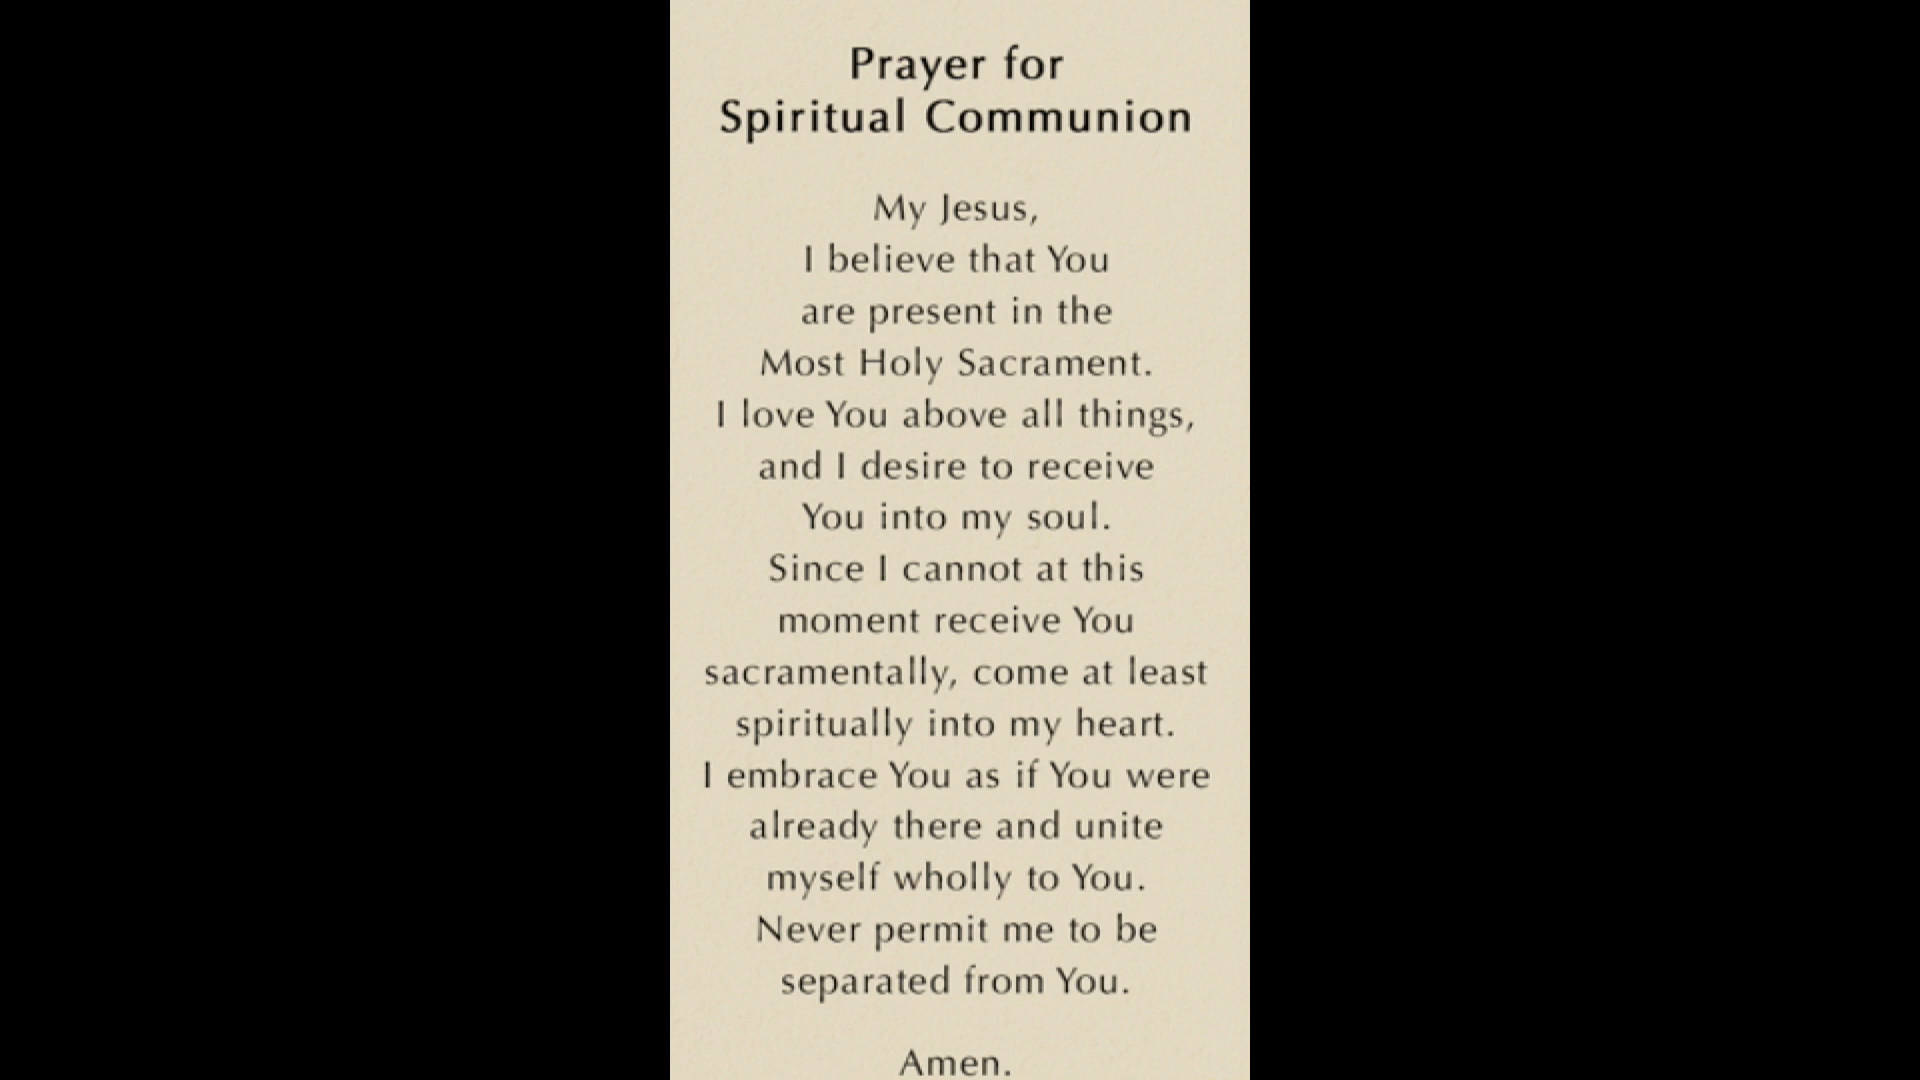 Prayer for
Spiritual Communion
My Jesus,
I believe that You
are present in the
Most Holy Sacrament.
I love You above all things,
and I desire to receive
You into my soul.
Since I cannot at this
moment receive You
sacramentally, come at least
spiritually into my heart.
I embrace You as if You were
already there and unite
myself wholly to You.
Never permit me to be
separated from You.
Amen.